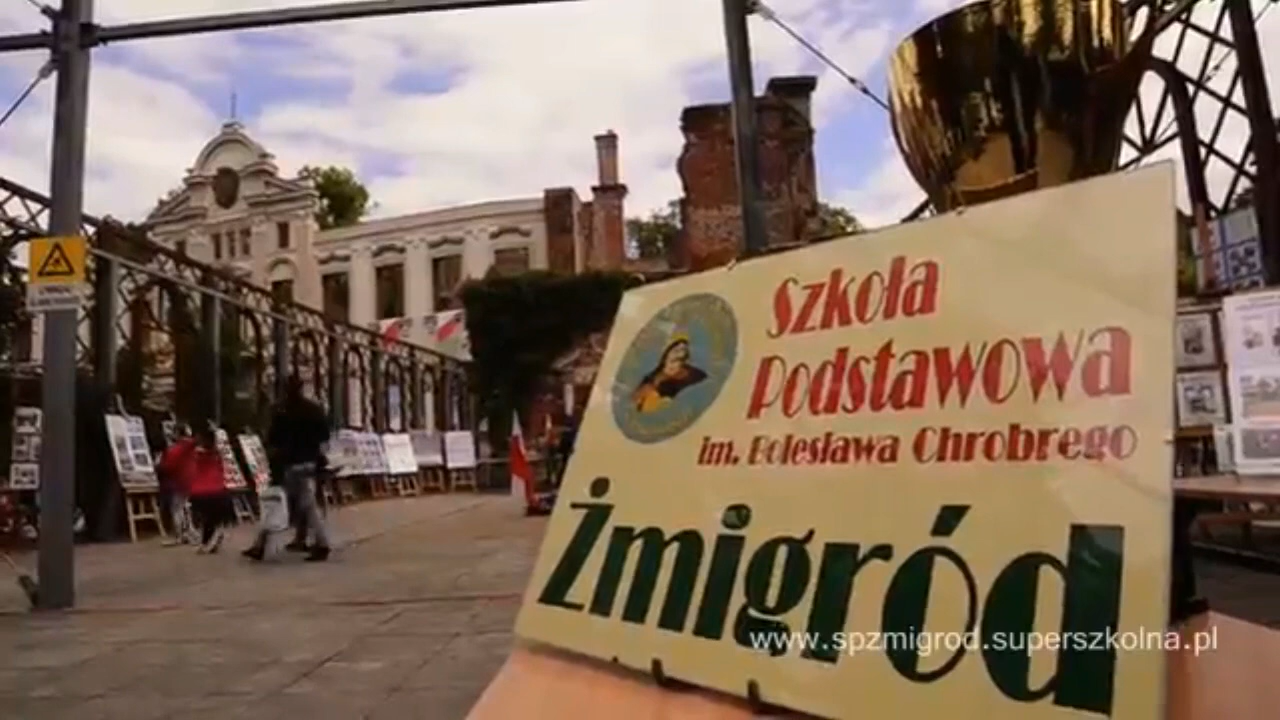 Szkoła
Podstawowa
im. Bolesława Chrobrego
Żmigród
www.spzmigrod.superszkolna.pl